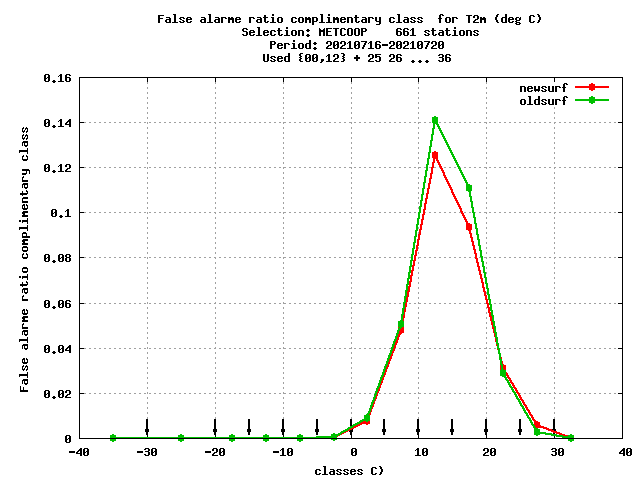 False alarme ratio complimentary class  for T2m (deg C)
Selection: METCOOP    661 stations
Period: 20210716-20210720
Used {00,12} + 25 26 ... 36
newsurf
oldsurf
False alarme ratio complimentary class
0.16
0.14
0.12
0.1
0.08
0.06
0.04
0.02
0
-40 -30 -20 -10 0 10 20 30 40
classes C)